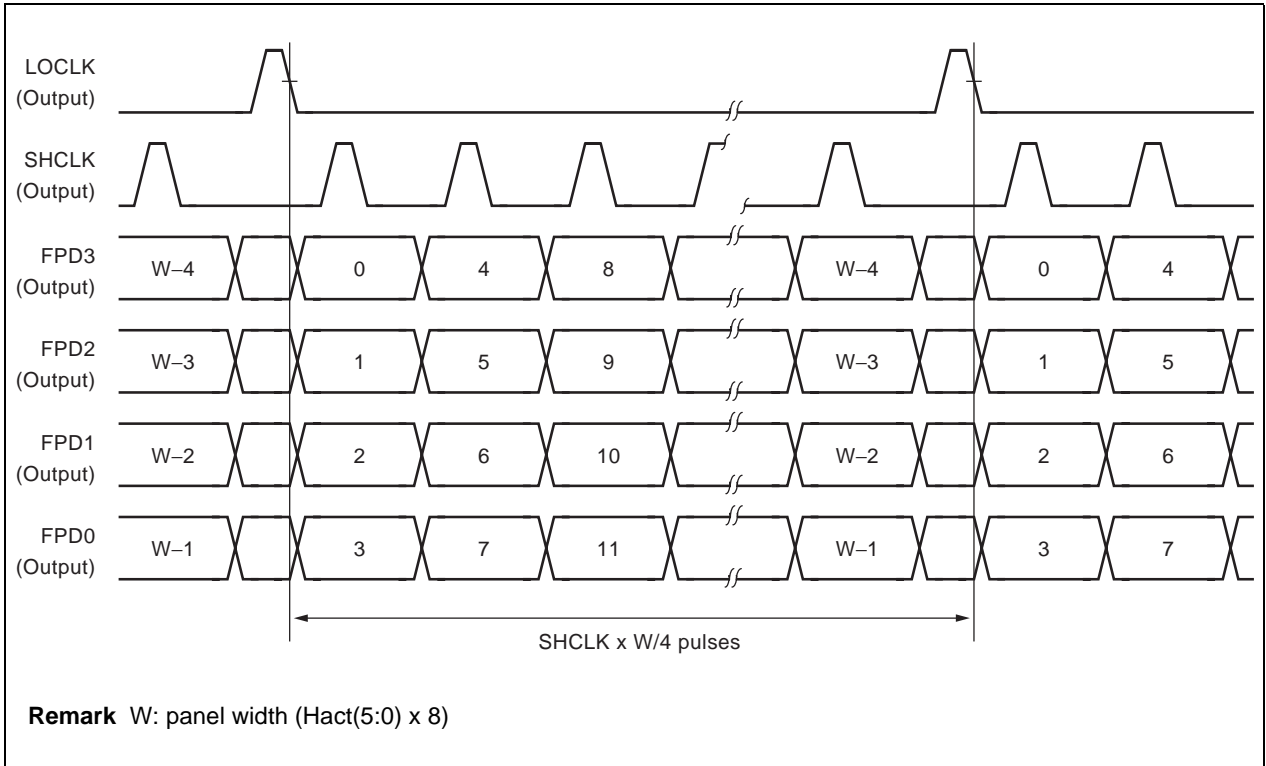 LOCLK
(Output)
SHCLK
(Output)
FPD3
(Output)
W–4 0 4 8 W–4 0 4
FPD2
(Output)
W–3 1 5 9 W–3 1 5
FPD1
(Output)
W–2 2 6 10 W–2 2 6
FPD0
(Output)
W–1 3 7 11 W–1 3 7
SHCLK x W/4 pulses
Remark W: panel width (Hact(5:0) x 8)